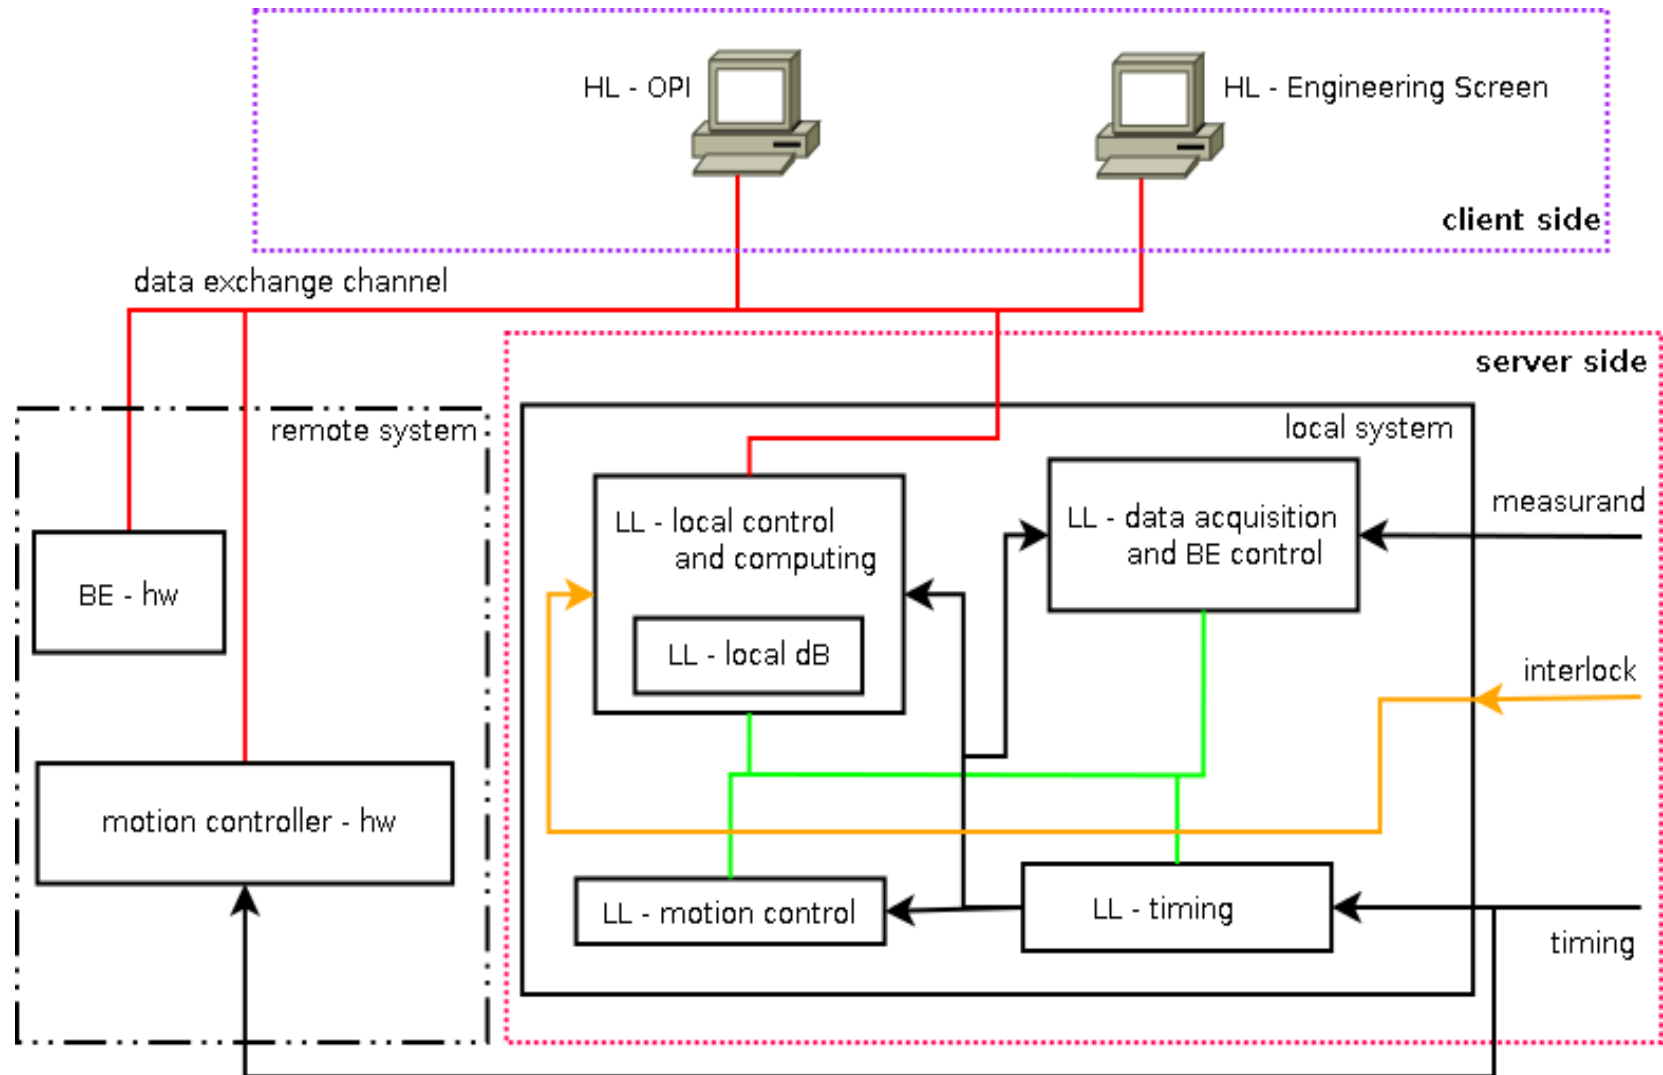 HL - OPI
HL - Engineering Screen
client side
data exchange channel
server side
remote system
local system
LL - local control
and computing
LL - data acquisition
and BE control
measurand
BE - hw
LL - local dB
interlock
motion controller - hw
LL - motion control
LL - timing
timing